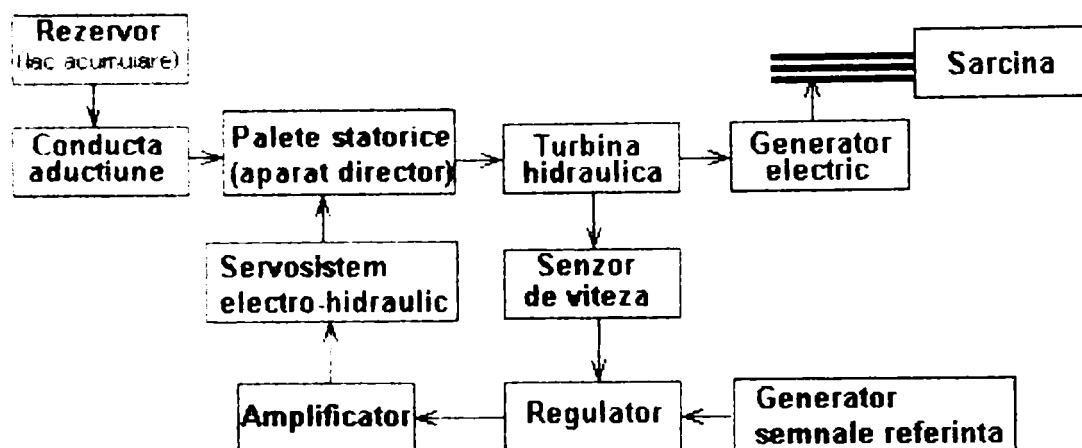 Rezervor
(lac acumulare)
Sarcina
Conducta
aductiune
Palete statorice
(aparat director)
Turbina
hidraulica
Generator
electric
Servosistem
electro-hidraulic
Senzor
de viteza
Amplificator
Regulator
Generator
semnale referinta